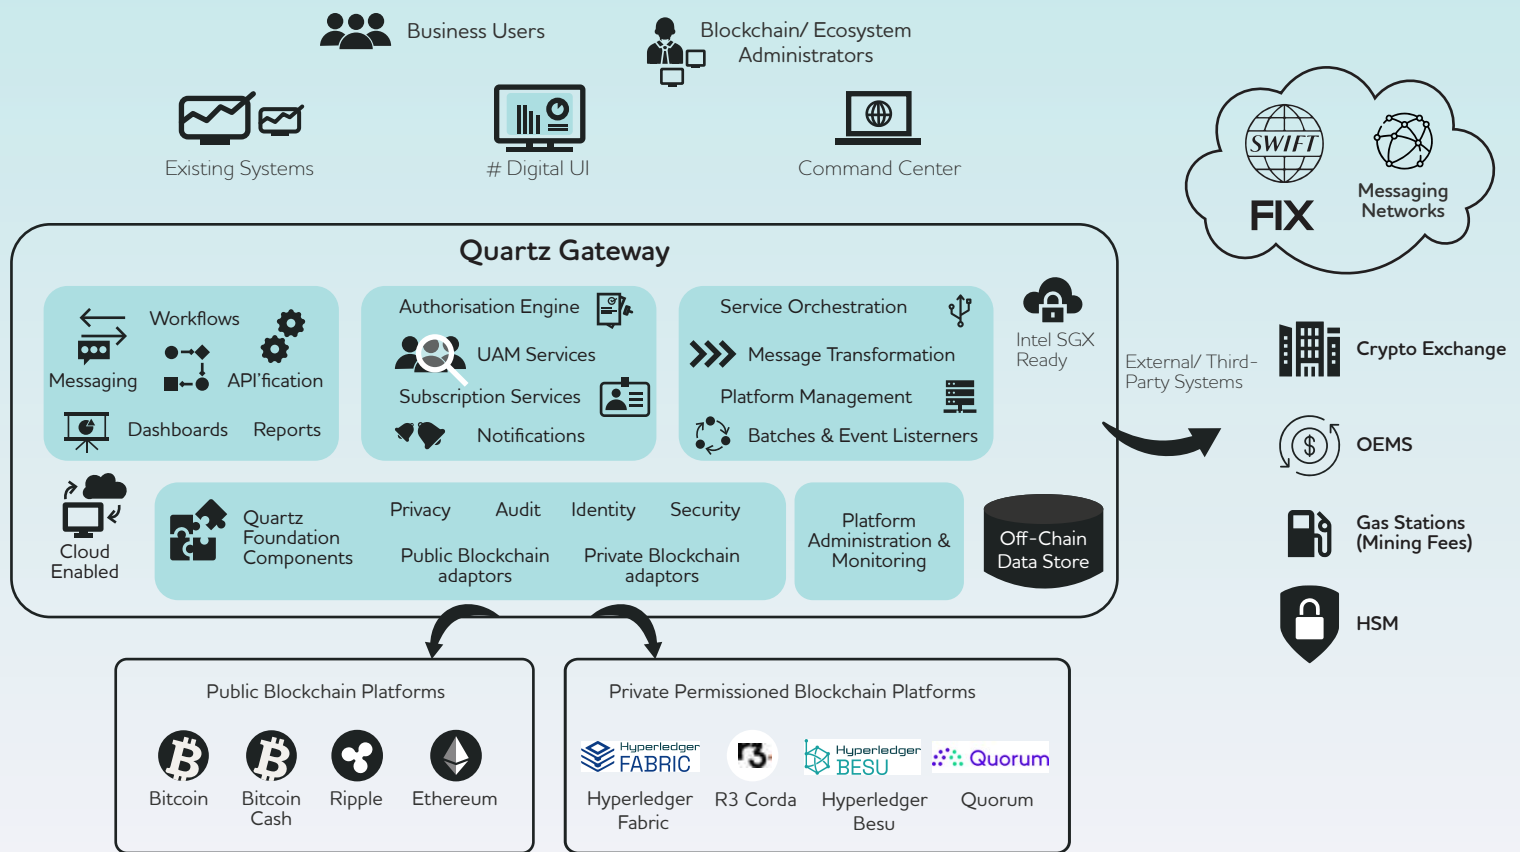 Business Users
Blockchain/ Ecosystem
Administrators
Existing Systems
# Digital UI
Command Center
SWIFT
FIX
Messaging
Networks
Quartz Gateway
Workflows
Messaging
API'fication
Dashboards
Reports
Authorisation Engine
UAM Services
Subscription Services
Notifications
Service Orchestration
Message Transformation
Platform Management
Batches & Event Listerners
Intel SGX
Ready
External/ Third-
Party Systems
Crypto Exchange
OEMS
Gas Stations
(Mining Fees)
HSM
Cloud
Enabled
Quartz
Foundation
Components
Privacy
Audit
Identity
Security
Public Blockchain
adaptors
Private Blockchain
adaptors
Platform
Administration &
Monitoring
Off-Chain
Data Store
Public Blockchain Platforms
Bitcoin
Bitcoin
Cash
Ripple
Ethereum
Private Permissioned Blockchain Platforms
Hyperledger
FABRIC
r3.
Hyperledger
BESU
Quorum
Hyperledger
Fabric
R3 Corda
Hyperledger
Besu
Quorum